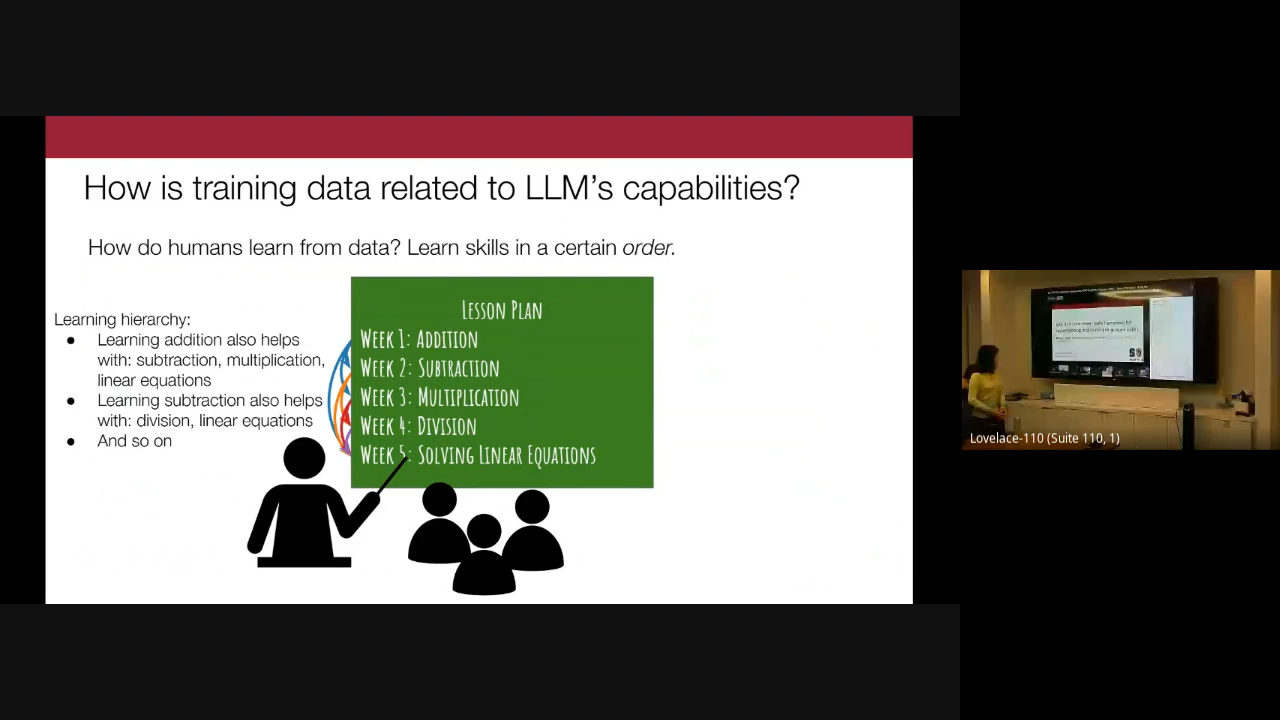 How is training data related to LLM's capabilities?
How do humans learn from data? Learn skills in a certain order.
Learning hierarchy:
● Learning addition also helps
with: subtraction, multiplication,
linear equations
● Learning subtraction also helps
with: division, linear equations
● And so on
Lesson Plan
Week 1: Addition
Week 2: Subtraction
Week 3: Multiplication
Week 4: Division
Week 5: Solving Linear Equations
Lovelace-110 (Suite 110, 1)